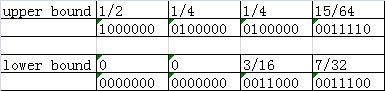 upper bound 1/2 1/4 1/4 15/64
1000000 0100000 0100000 0011110
lower bound 0 0 3/16 7/32
0000000 0000000 0011000 0011100